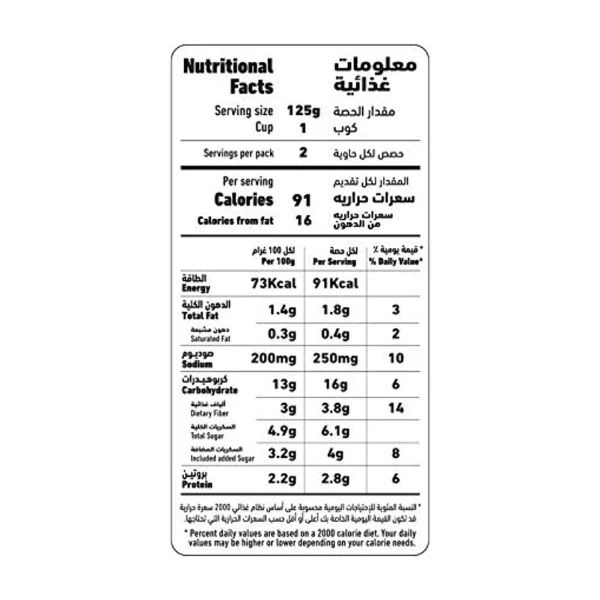 Nutritional Facts معلومات غذائية
Serving size 125g مقدار الحصة
Cup 1 كوب
Servings per pack 2 حصص لكل حاوية
Per serving المقدار لكل تقديم
Calories 91 سعرات حراريه
Calories from fat 16 سعرات حراريه من الدهون
لكل 100 غرام لكل حصة * قيمة يومية ٪
Per 100g Per Serving % Daily Value*
الطاقة
Energy 73Kcal 91Kcal
الدهون الكلية
Total Fat 1.4g 1.8g 3
دهون مشبعة
Saturated Fat 0.3g 0.4g 2
صوديوم
Sodium 200mg 250mg 10
كربوهيدرات
Carbohydrate 13g 16g 6
ألياف غذائية
Dietary Fiber 3g 3.8g 14
السكريات الكلية
Total Sugar 4.9g 6.1g
السكريات المضافة
Included added Sugar 3.2g 4g 8
بروتين
Protein 2.2g 2.8g 6
* النسبة المئوية للإحتياجات اليومية محسوبة على أساس نظام غذائي 2000 سعرة حرارية
قد تكون القيمة اليومية الخاصة بك أعلى أو أقل حسب السعرات الحرارية التي تحتاجها.
* Percent daily values are based on a 2000 calorie diet. Your daily
values may be higher or lower depending on your calorie needs.